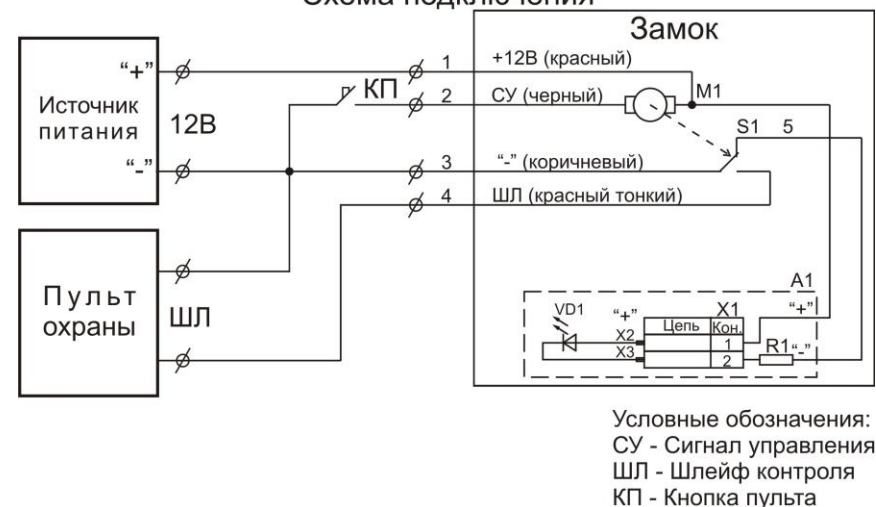 Схема подключения
Замок
Источник
питания
“+”
12В
“-”
КП
1
+12В (красный)
2
СУ (черный)
M1
S1
5
3
“-” (коричневый)
4
ШЛ (красный тонкий)
Пульт
охраны
ШЛ
A1
VD1
“+”
X1
“+”
Цепь
Кон.
X2
1
X3
2
R1
“-”
Условные обозначения:
СУ - Сигнал управления
ШЛ - Шлейф контроля
КП - Кнопка пульта